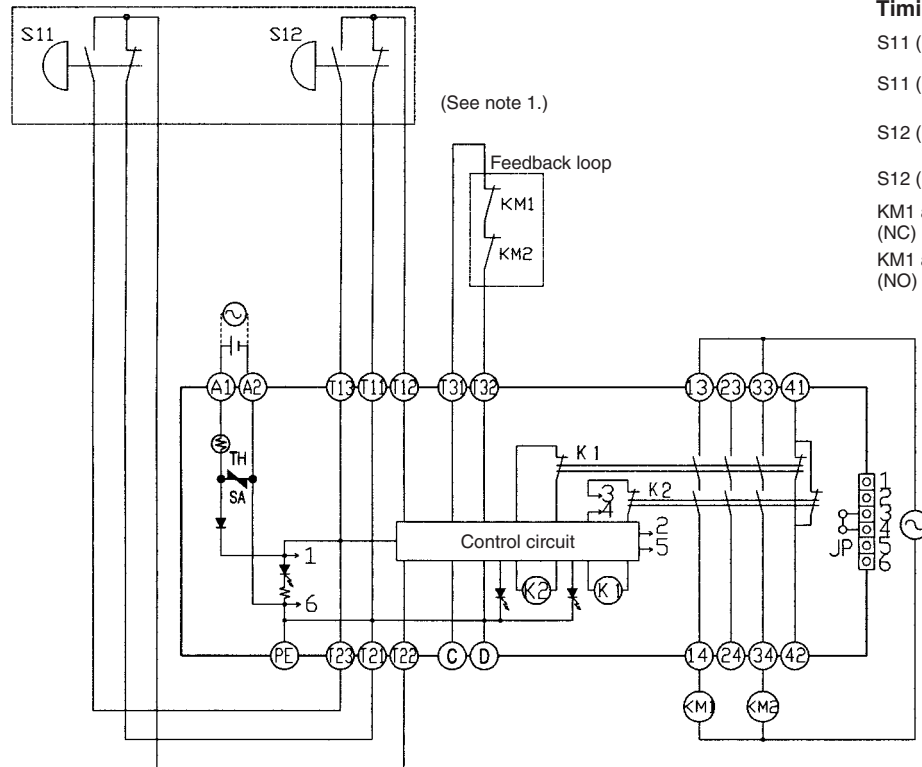 Timi
S11 (
S11 (
S12 (
S12 (
KM1 a
(NC)
KM1 a
(NO)
S11
S12
(See note 1.)
Feedback loop
KM1
KM2
A1 A2 T13 T11 T12 T31 T32 13 23 33 41
TH
SA
K1
K2
3
4
2
5
Control circuit
1
6
K2
K1
JP
1
2
3
4
5
6
PE T23 T21 T22 C D 14 24 34 42
KM1
KM2